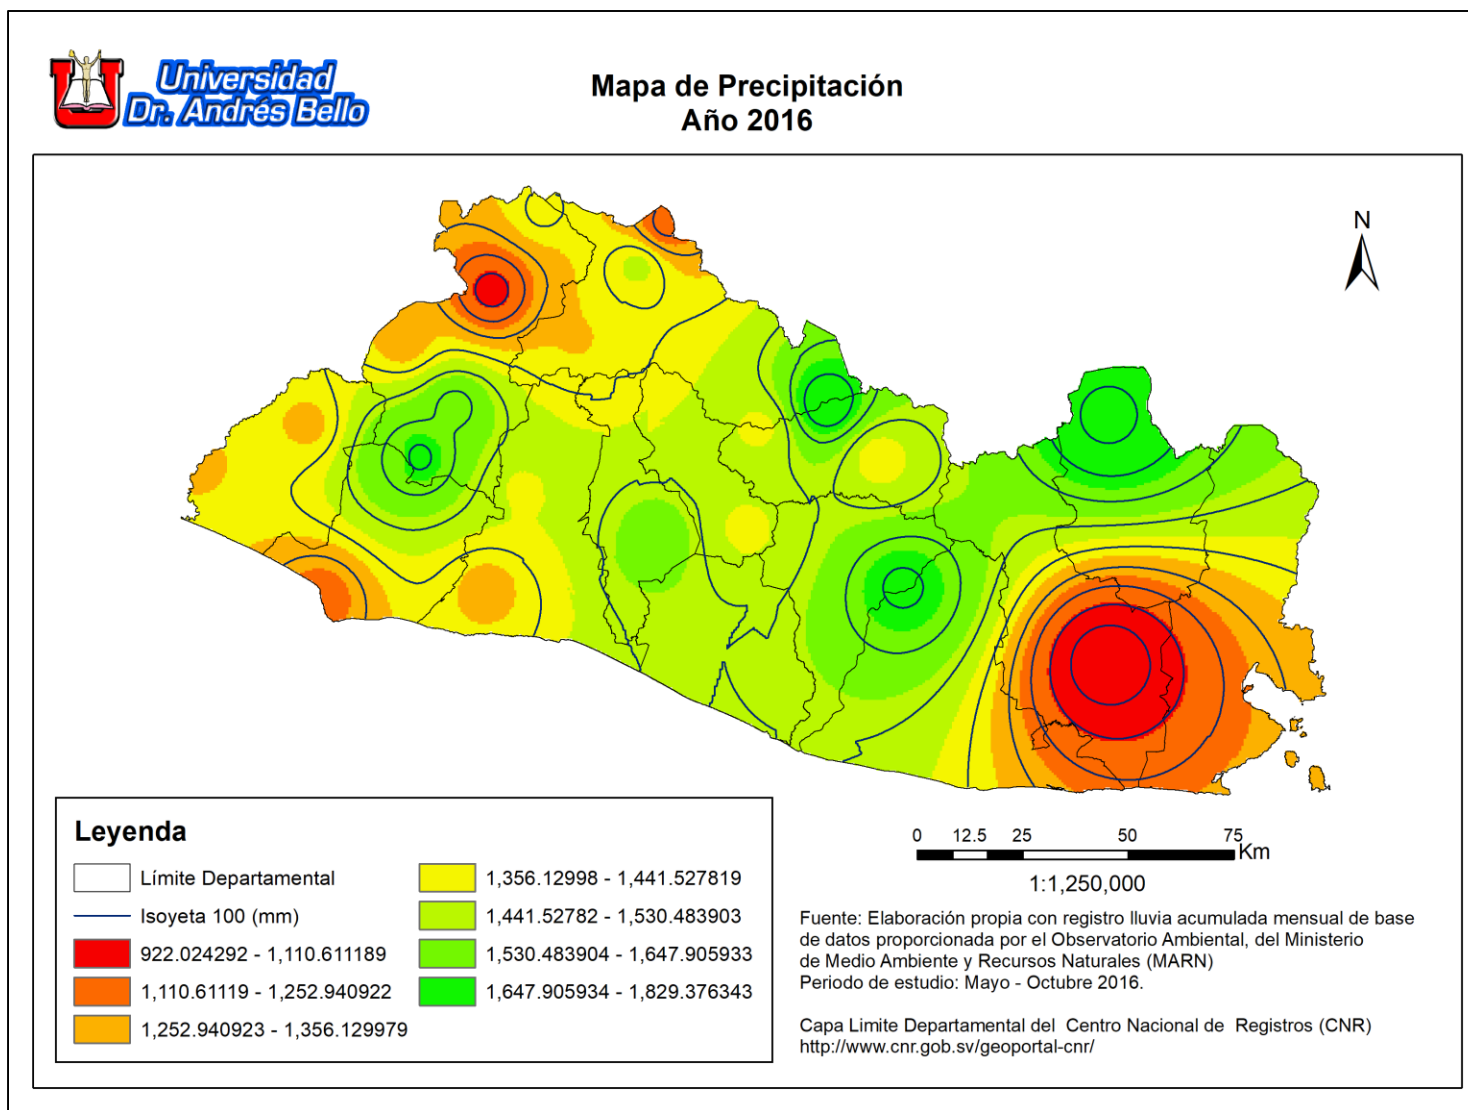 Universidad
Dr. Andrés Bello
Mapa de Precipitación
Año 2016
N
Leyenda
Límite Departamental
Isoyeta 100 (mm)
922.024292 - 1,110.611189
1,110.61119 - 1,252.940922
1,252.940923 - 1,356.129979
1,356.12998 - 1,441.527819
1,441.52782 - 1,530.483903
1,530.483904 - 1,647.905933
1,647.905934 - 1,829.376343
0 12.5 25 50 75
Km
1:1,250,000
Fuente: Elaboración propia con registro lluvia acumulada mensual de base
de datos proporcionada por el Observatorio Ambiental, del Ministerio
de Medio Ambiente y Recursos Naturales (MARN)
Periodo de estudio: Mayo - Octubre 2016.
Capa Limite Departamental del Centro Nacional de Registros (CNR)
http://www.cnr.gob.sv/geoportal-cnr/